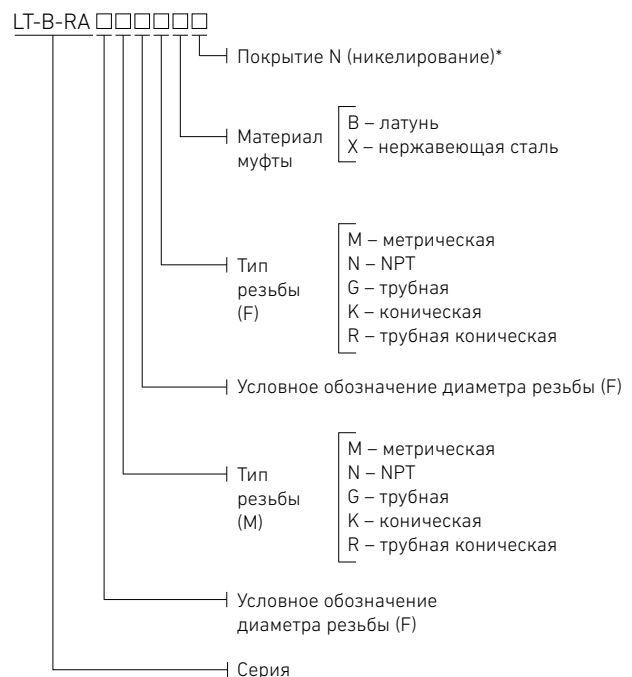 LT-B-RA □□□□□□
Покрытие N (никелирование)*
Материал
муфты
B – латунь
X – нержавеющая сталь
Тип
резьбы
(F)
M – метрическая
N – NPT
G – трубная
K – коническая
R – трубная коническая
Условное обозначение диаметра резьбы (F)
Тип
резьбы
(M)
M – метрическая
N – NPT
G – трубная
K – коническая
R – трубная коническая
Условное обозначение
диаметра резьбы (F)
Серия